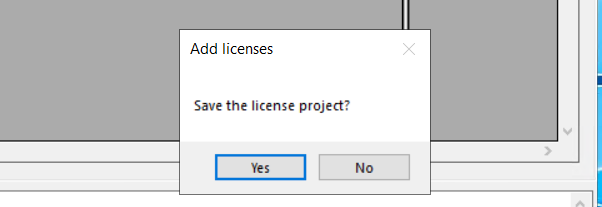 Add licenses
Save the license project?
Yes
No